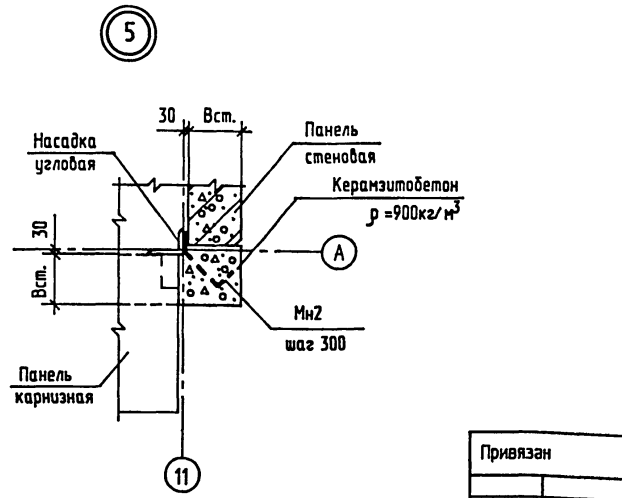 5
30 Вст.
Насадка
угловая
Панель
стеновая
Керамзитобетон
ρ =900кг/м³
30
А
Вст.
Мн2
шаг 300
Панель
карнизная
11
Привязан